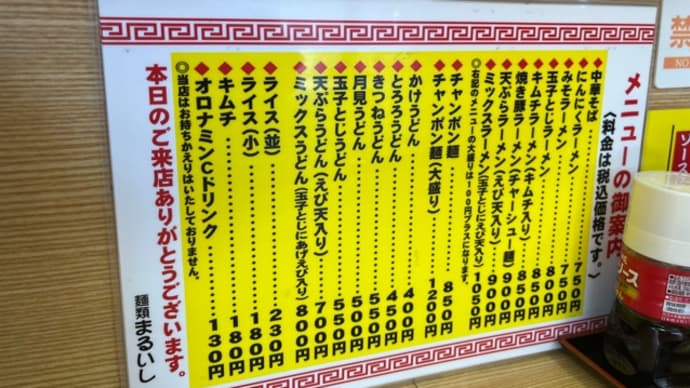 メニューの御案内
(料金は税込価格です。)
◆中華そば………750円
◆にんにくラーメン………750円
◆みそラーメン………750円
◆玉子とじラーメン………800円
◆キムチラーメン(キムチ入り)………850円
◆焼き豚ラーメン(チャーシュー麺)………850円
◆天ぷらラーメン(えび天入り)………900円
◆ミックスラーメン(玉子とじにえび天入り)………1050円
◎右記のメニューの大盛りは100円プラスになります。
◆チャンポン麺………850円
◆チャンポン麺(大盛り)………1200円
◆かけうどん………400円
◆とろろうどん………450円
◆きつねうどん………550円
◆月見うどん………550円
◆玉子とじうどん………550円
◆天ぷらうどん(えび天入り)………700円
◆ミックスうどん(玉子とじにあげえび入り)………800円
◆ライス(並)………230円
◆ライス(小)………180円
◆キムチ………180円
◆オロナミンCドリンク………130円
◎当店はお持ちかえりはいたしておりません。
本日のご来店ありがとうございます。
麺類 まるいし
禁
NO
ソース
ソース